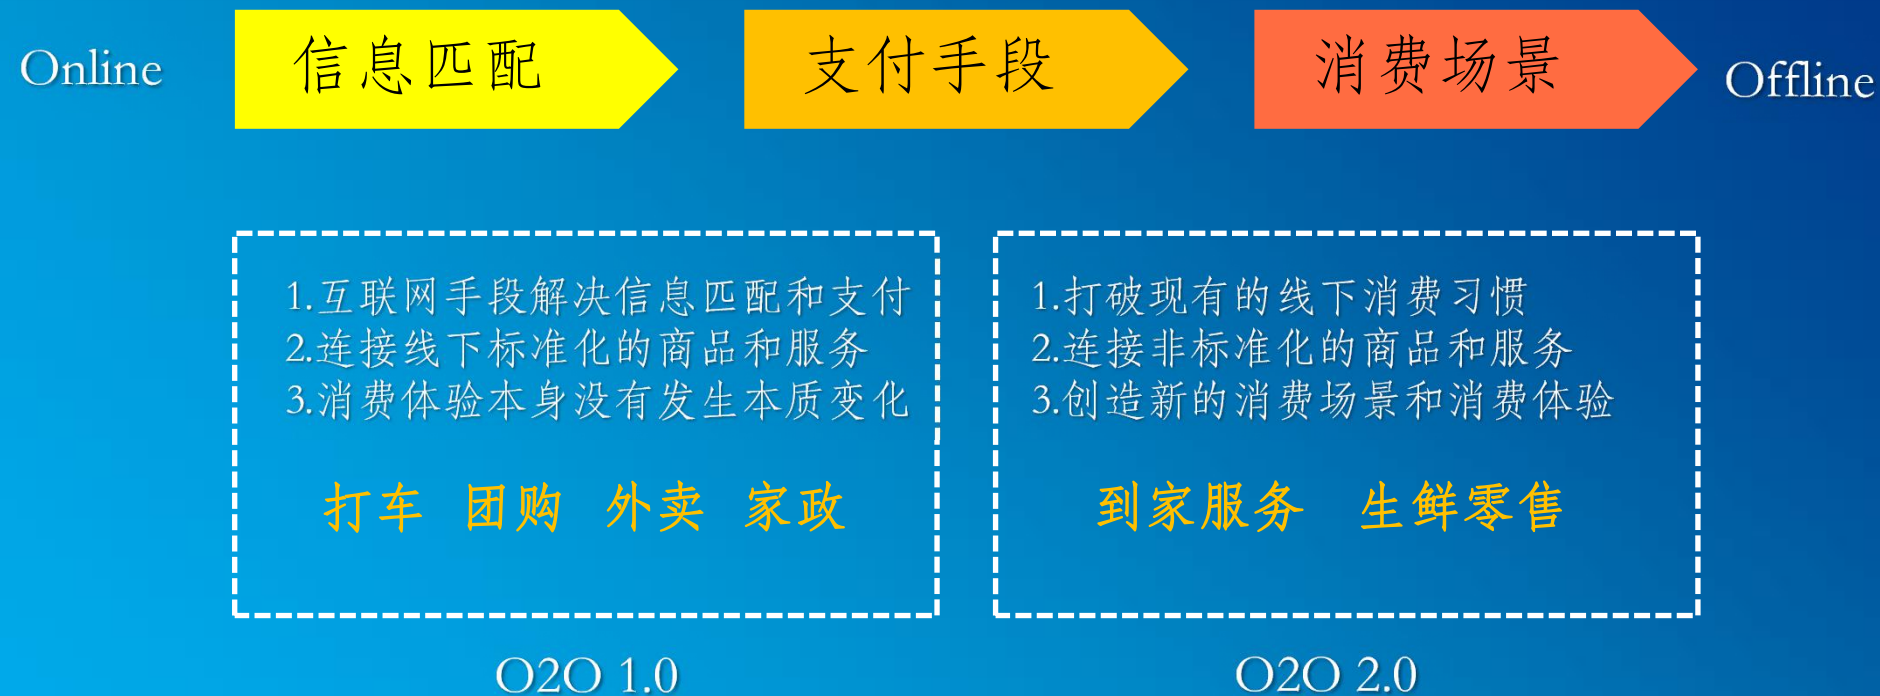 Online
信息匹配
支付手段
消费场景
Offline
1.互联网手段解决信息匹配和支付
2.连接线下标准化的商品和服务
3.消费体验本身没有发生本质变化
打车 团购 外卖 家政
O2O 1.0
1.打破现有的线下消费习惯
2.连接非标准化的商品和服务
3.创造新的消费场景和消费体验
到家服务 生鲜零售
O2O 2.0